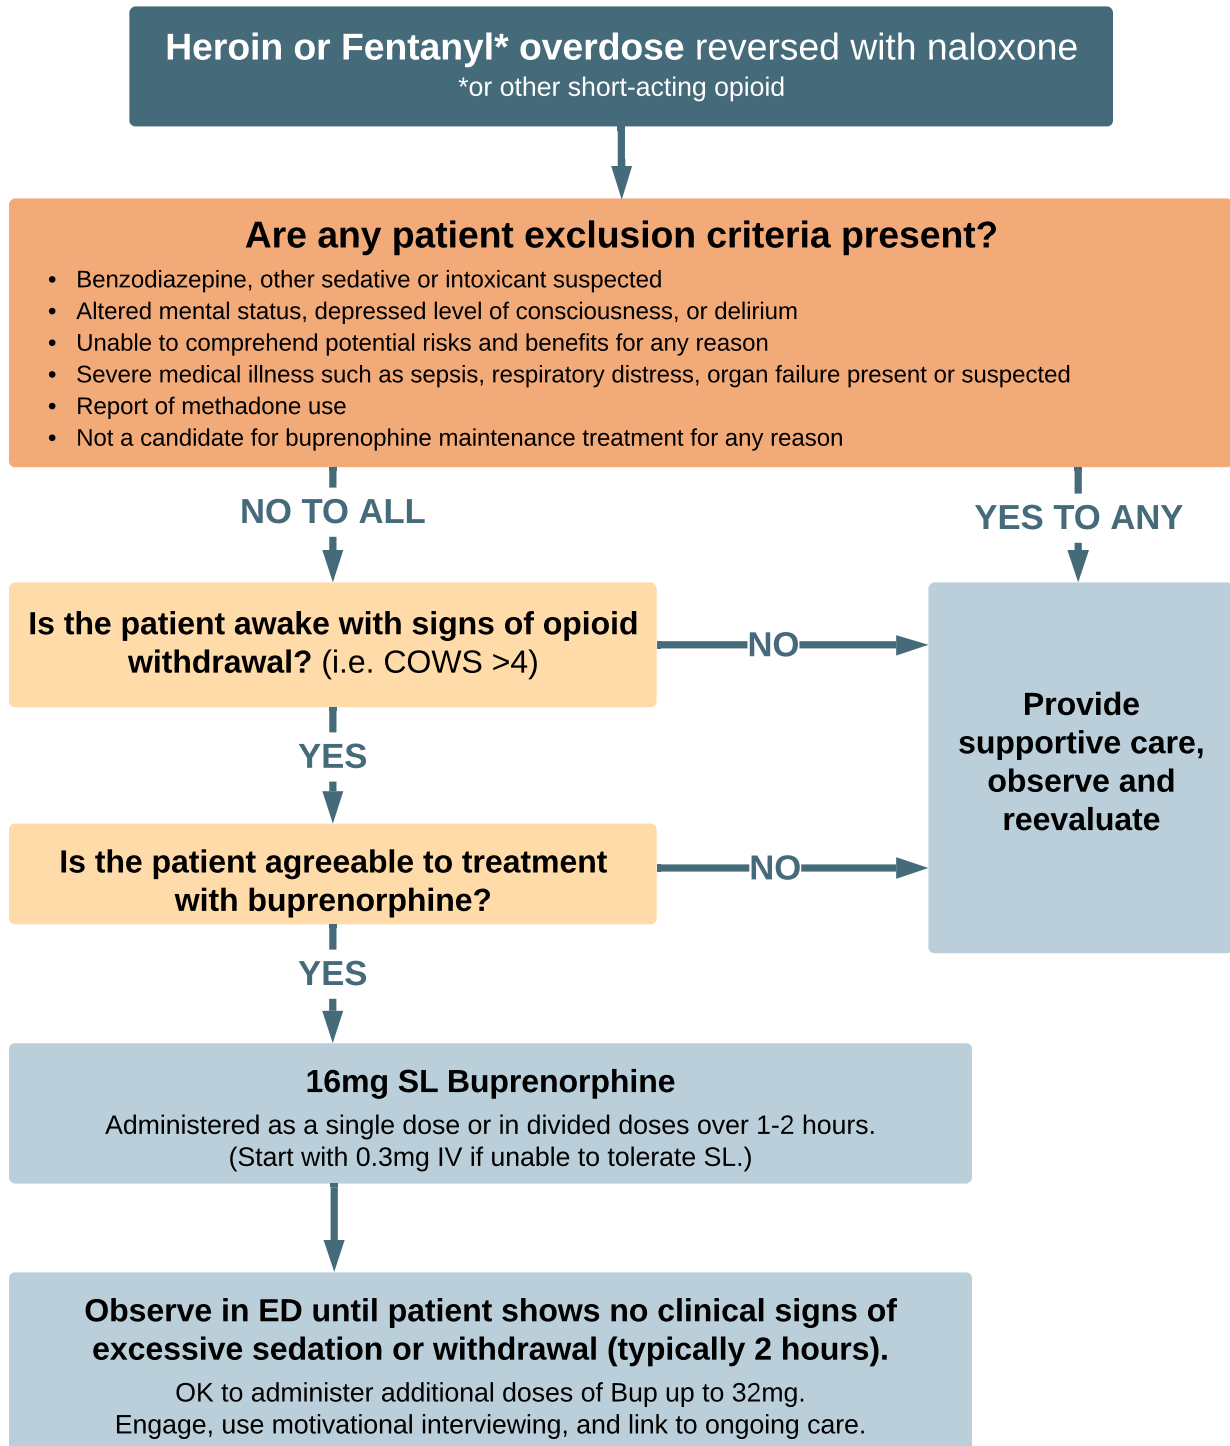 Heroin or Fentanyl* overdose reversed with naloxone
*or other short-acting opioid
Are any patient exclusion criteria present?
• Benzodiazepine, other sedative or intoxicant suspected
• Altered mental status, depressed level of consciousness, or delirium
• Unable to comprehend potential risks and benefits for any reason
• Severe medical illness such as sepsis, respiratory distress, organ failure present or suspected
• Report of methadone use
• Not a candidate for buprenophine maintenance treatment for any reason
NO TO ALL
YES TO ANY
Is the patient awake with signs of opioid
withdrawal? (i.e. COWS >4)
NO
Provide
supportive care,
observe and
reevaluate
YES
Is the patient agreeable to treatment
with buprenorphine?
NO
YES
16mg SL Buprenorphine
Administered as a single dose or in divided doses over 1-2 hours.
(Start with 0.3mg IV if unable to tolerate SL.)
Observe in ED until patient shows no clinical signs of
excessive sedation or withdrawal (typically 2 hours).
OK to administer additional doses of Bup up to 32mg.
Engage, use motivational interviewing, and link to ongoing care.